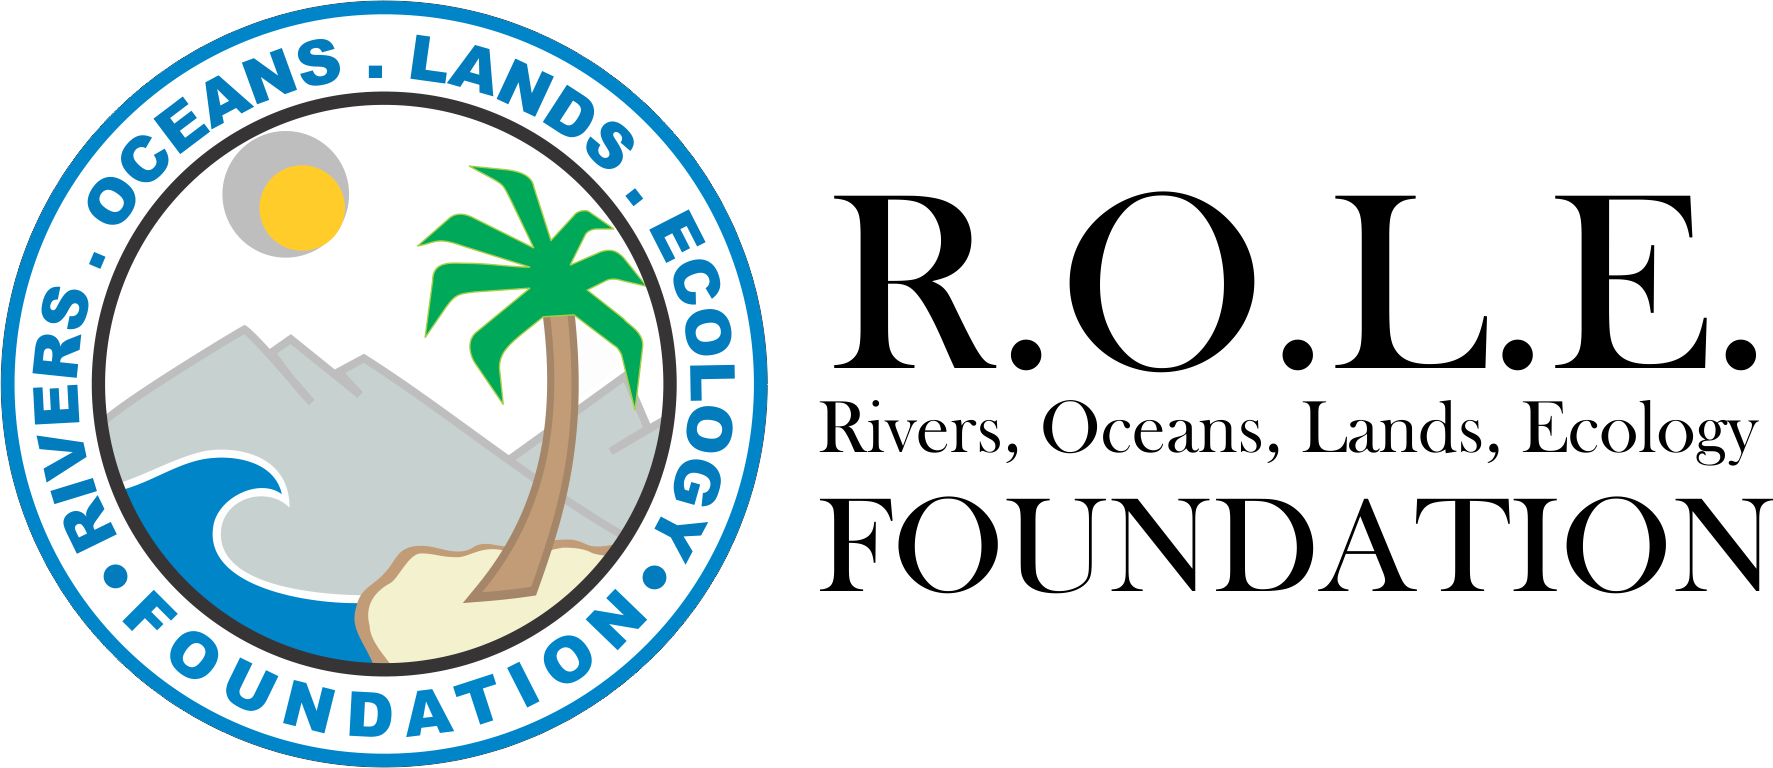 RIVERS . OCEANS . LANDS . ECOLOGY
• FOUNDATION •
R.O.L.E.
Rivers, Oceans, Lands, Ecology
FOUNDATION